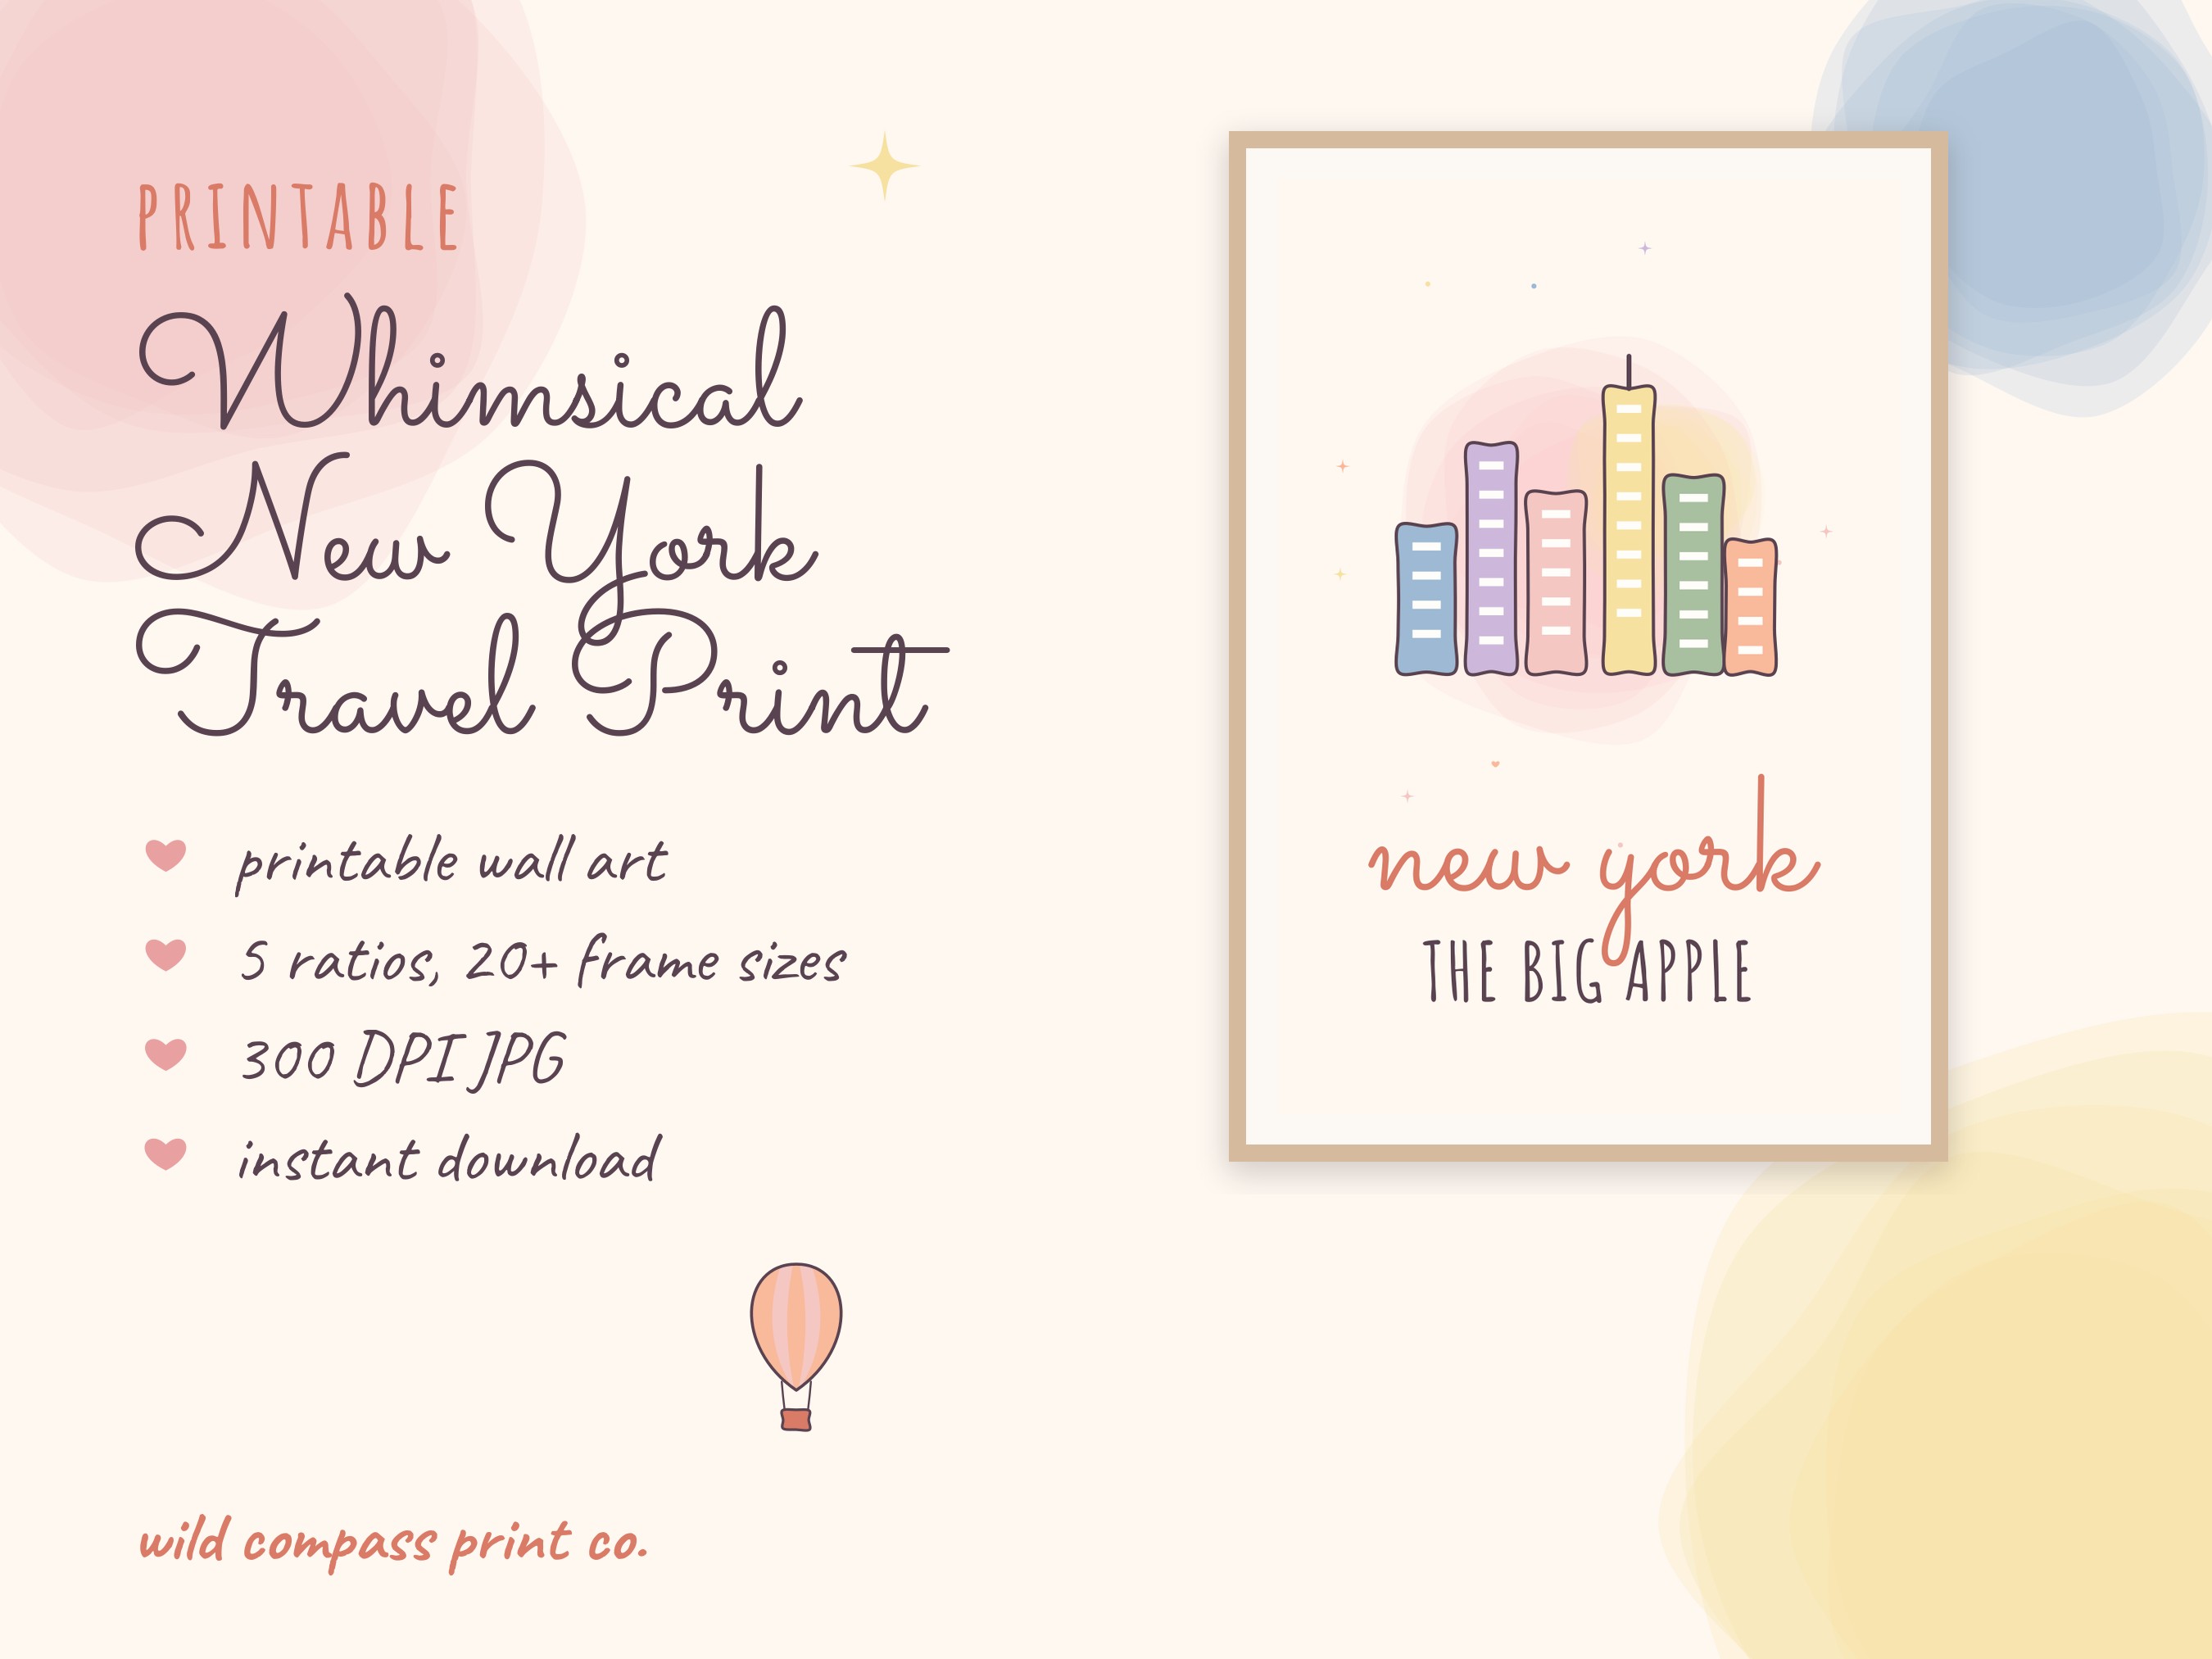 PRINTABLE
Whimsical
New York
Travel Print
printable wall art
5 ratios, 20+ frame sizes
300 DPI JPG
instant download
wild compass print co.
new york
THE BIG APPLE